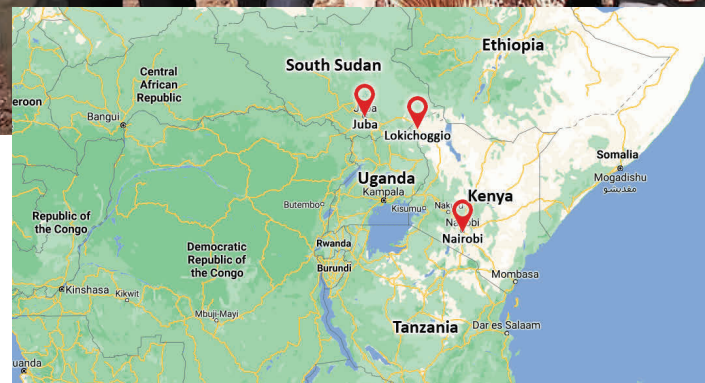 Ethiopia
South Sudan
Central
African
Republic
eroon
Bangui
Juba
Lokichoggio
Somalia
Mogadishu
مقديشو
Uganda
Kampala
Kenya
Butembo
Kisumu
Republic of
the Congo
Nairobi
Rwanda
Democratic
Republic of
the Congo
Burundi
Mombasa
Kinshasa
Kikwit
Mbuji-Mayi
Tanzania
Dar es Salaam
uanda